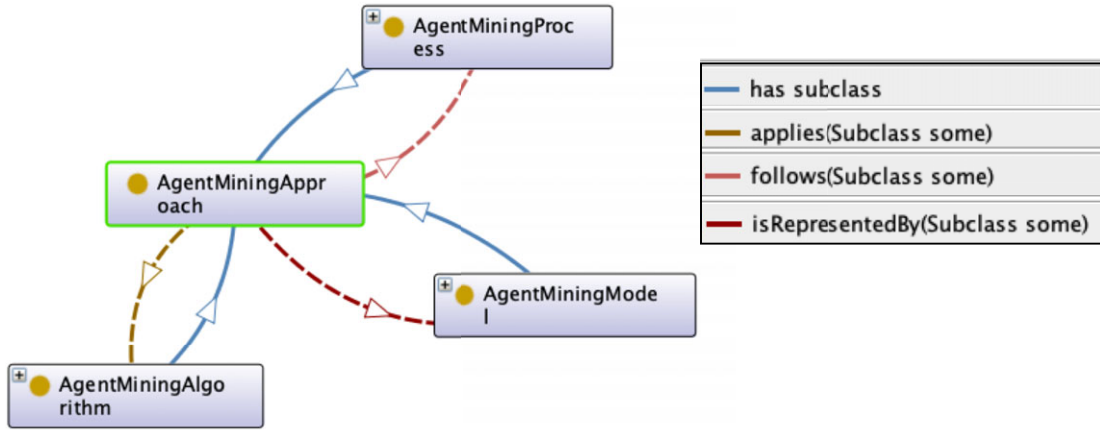 AgentMiningProc
ess
has subclass
applies(Subclass some)
follows(Subclass some)
isRepresentedBy(Subclass some)
AgentMiningAppr
oach
AgentMiningMode
l
AgentMiningAlgo
rithm